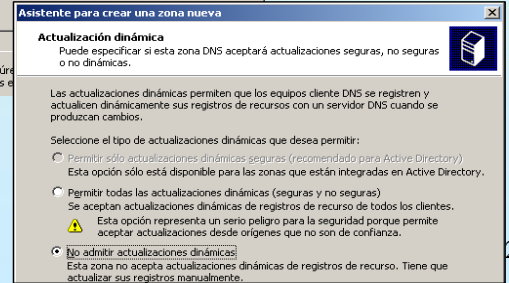 Asistente para crear una zona nueva
Actualización dinámica
Puede especificar si esta zona DNS aceptará actualizaciones seguras, no seguras
o no dinámicas.
Las actualizaciones dinámicas permiten que los equipos cliente DNS se registren y
actualicen dinámicamente sus registros de recursos con un servidor DNS cuando se
produzcan cambios.
Seleccione el tipo de actualizaciones dinámicas que desea permitir:
Permitir sólo actualizaciones dinámicas seguras (recomendado para Active Directory)
Esta opción sólo está disponible para las zonas que están integradas en Active Directory.
Permitir todas las actualizaciones dinámicas (seguras y no seguras)
Se aceptan actualizaciones dinámicas de registros de recurso de todos los clientes.
Esta opción representa un serio peligro para la seguridad porque permite
aceptar actualizaciones desde orígenes que no son de confianza.
No admitir actualizaciones dinámicas
Esta zona no acepta actualizaciones dinámicas de registros de recurso. Tiene que
actualizar sus registros manualmente.